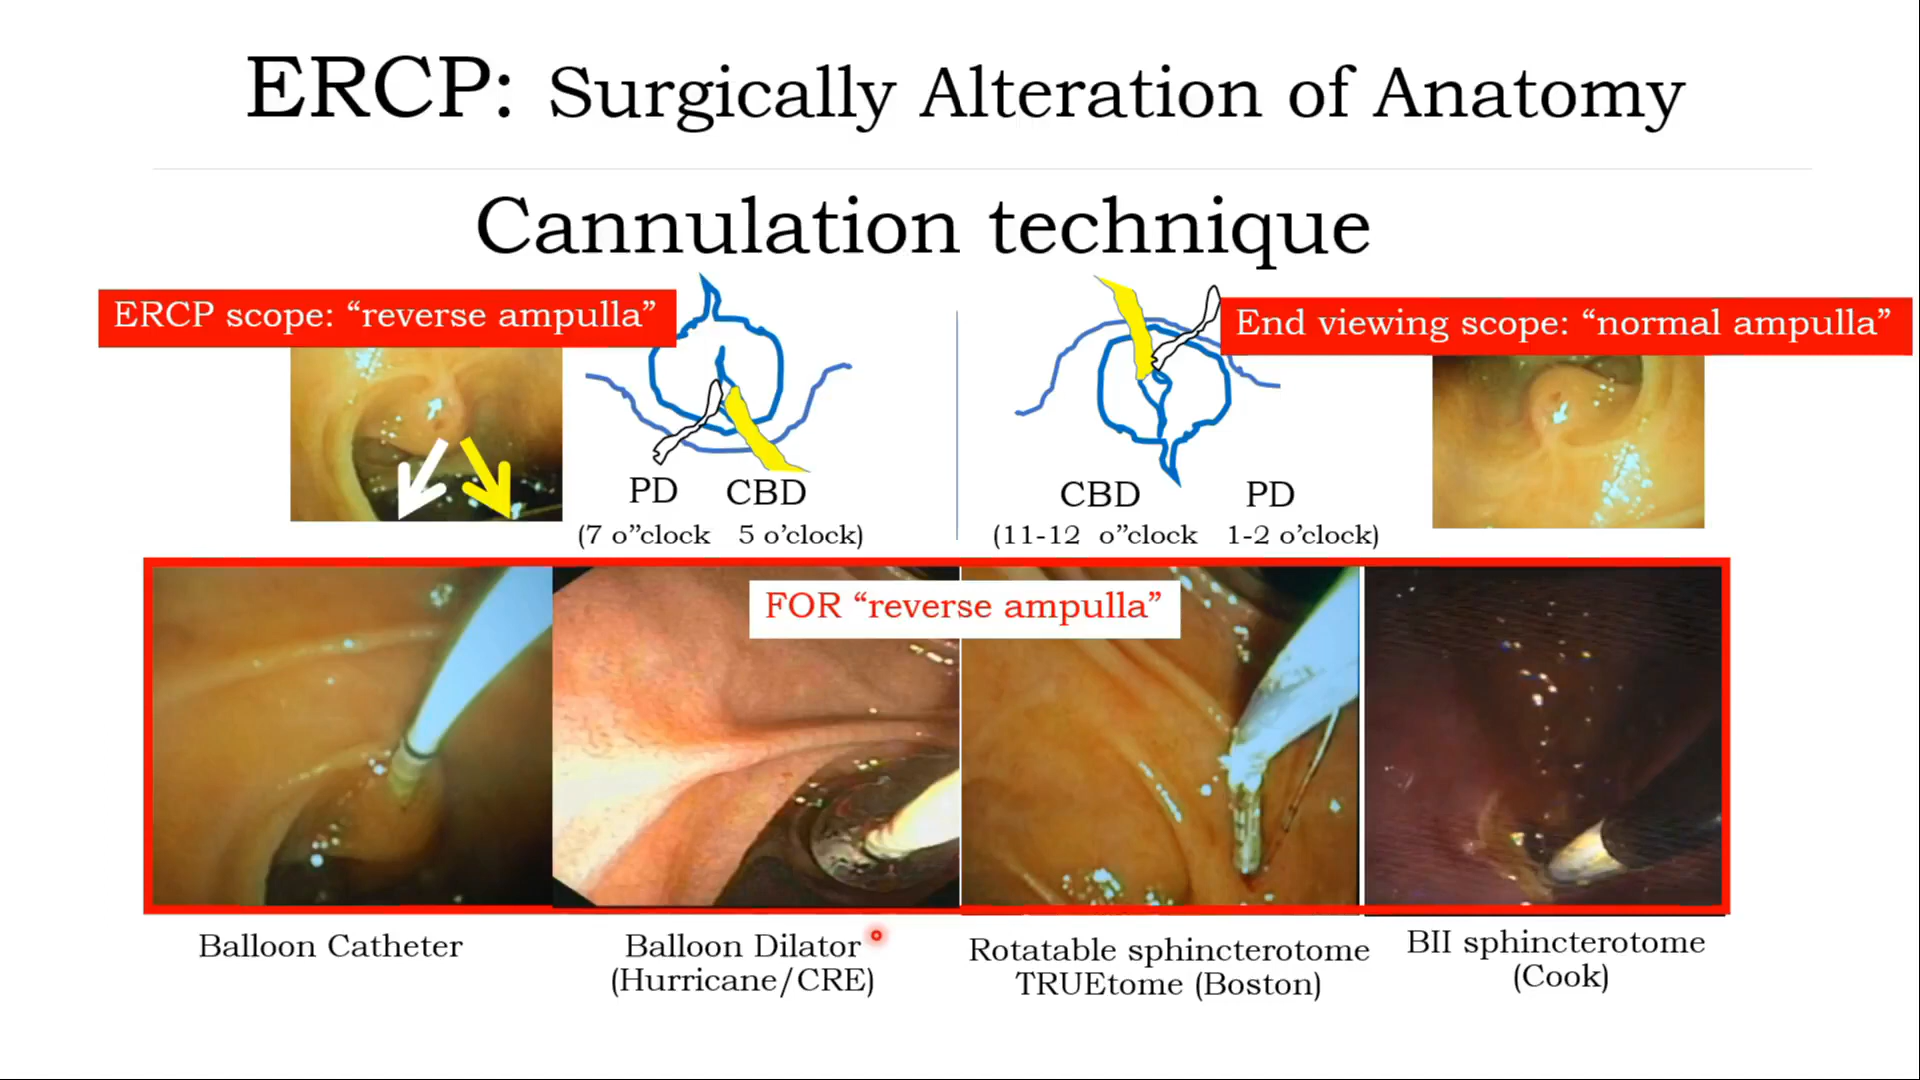 ERCP: Surgically Alteration of Anatomy
Cannulation technique
ERCP scope: “reverse ampulla”
End viewing scope: “normal ampulla”
PD CBD
(7 o”clock 5 o’clock)
CBD PD
(11-12 o”clock 1-2 o’clock)
FOR “reverse ampulla”
Balloon Catheter
Balloon Dilator
(Hurricane/CRE)
Rotatable sphincterotome
TRUEtome (Boston)
BII sphincterotome
(Cook)